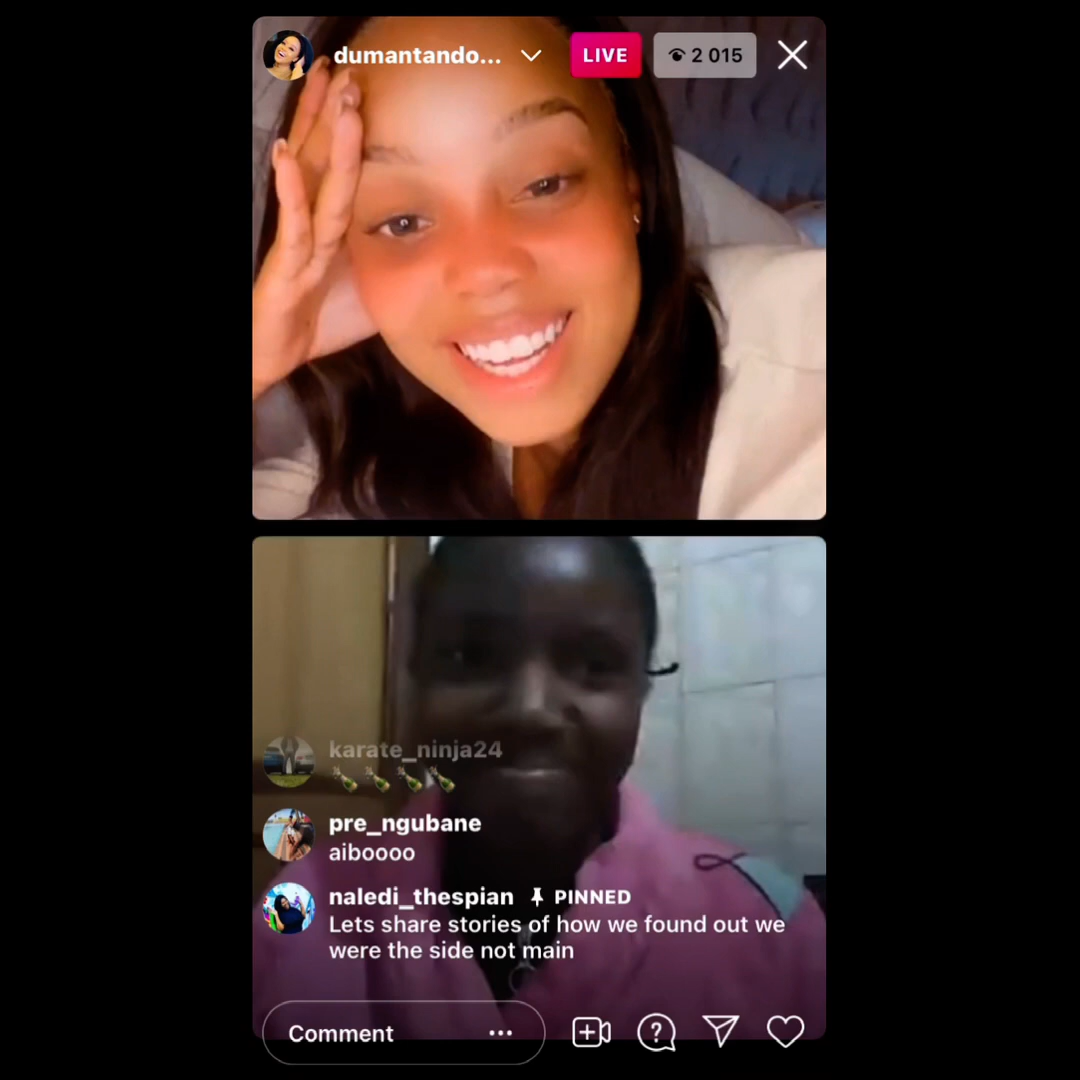 dumantando...
LIVE
2 015
karate_ninja24
pre_ngubane
aiboooo
naledi_thespian PINNED
Lets share stories of how we found out we
were the side not main
Comment